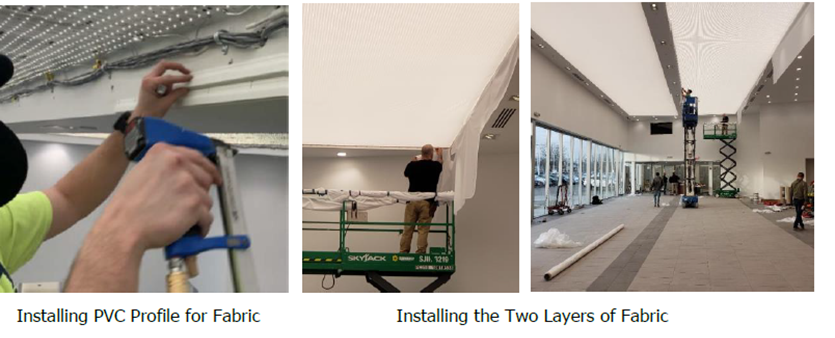 SKYJACK
SJIII 3219
Installing PVC Profile for Fabric
Installing the Two Layers of Fabric